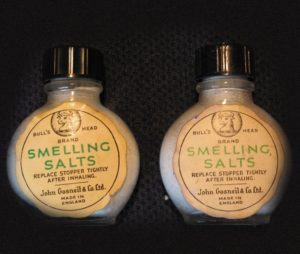 BULL'S HEAD
BRAND
SMELLING
SALTS
REPLACE STOPPER TIGHTLY
AFTER INHALING.
John Gosnell & Co Ltd.
MADE IN
ENGLAND
BULL'S HEAD
BRAND
SMELLING
SALTS
REPLACE STOPPER TIGHTLY
AFTER INHALING.
John Gosnell & Co Ltd.
MADE IN
ENGLAND